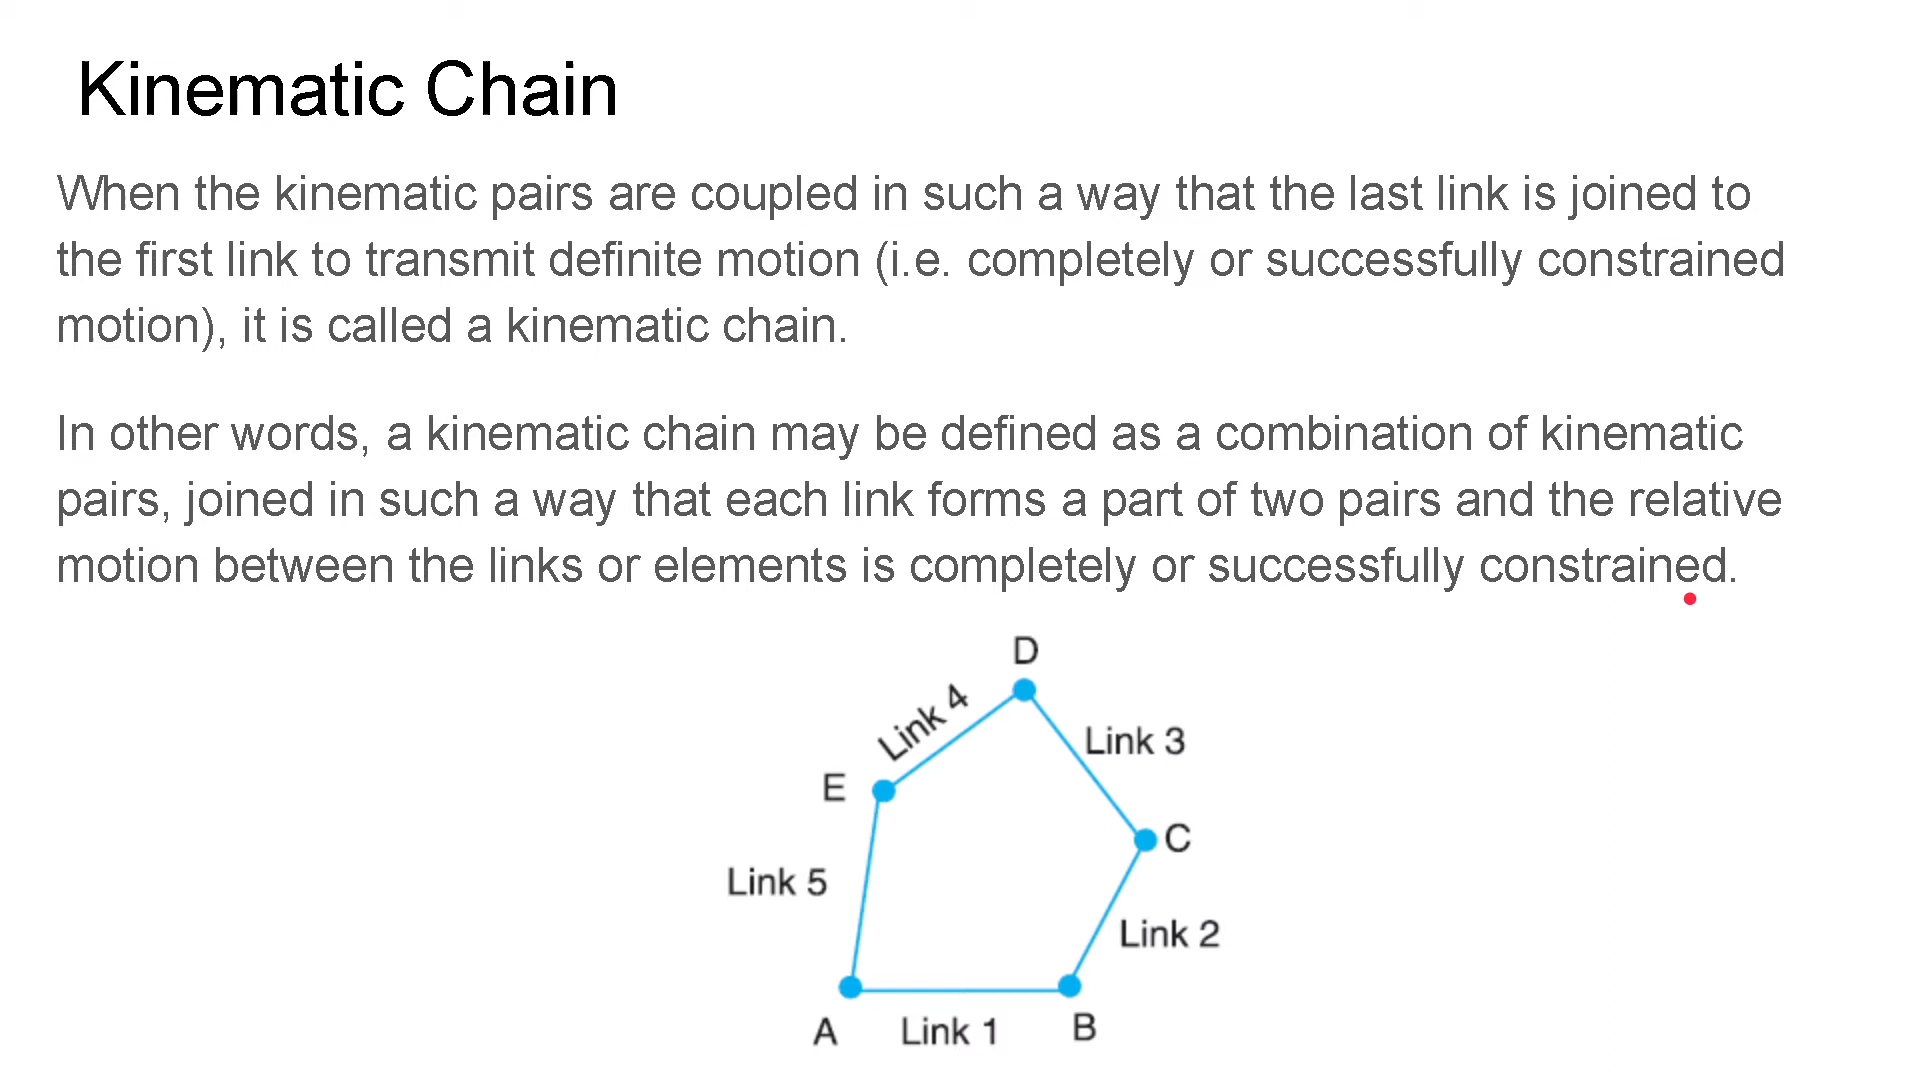 Kinematic Chain
When the kinematic pairs are coupled in such a way that the last link is joined to
the first link to transmit definite motion (i.e. completely or successfully constrained
motion), it is called a kinematic chain.
In other words, a kinematic chain may be defined as a combination of kinematic
pairs, joined in such a way that each link forms a part of two pairs and the relative
motion between the links or elements is completely or successfully constrained.
D
Link 4
Link 3
E
C
Link 5
Link 2
A
Link 1
B